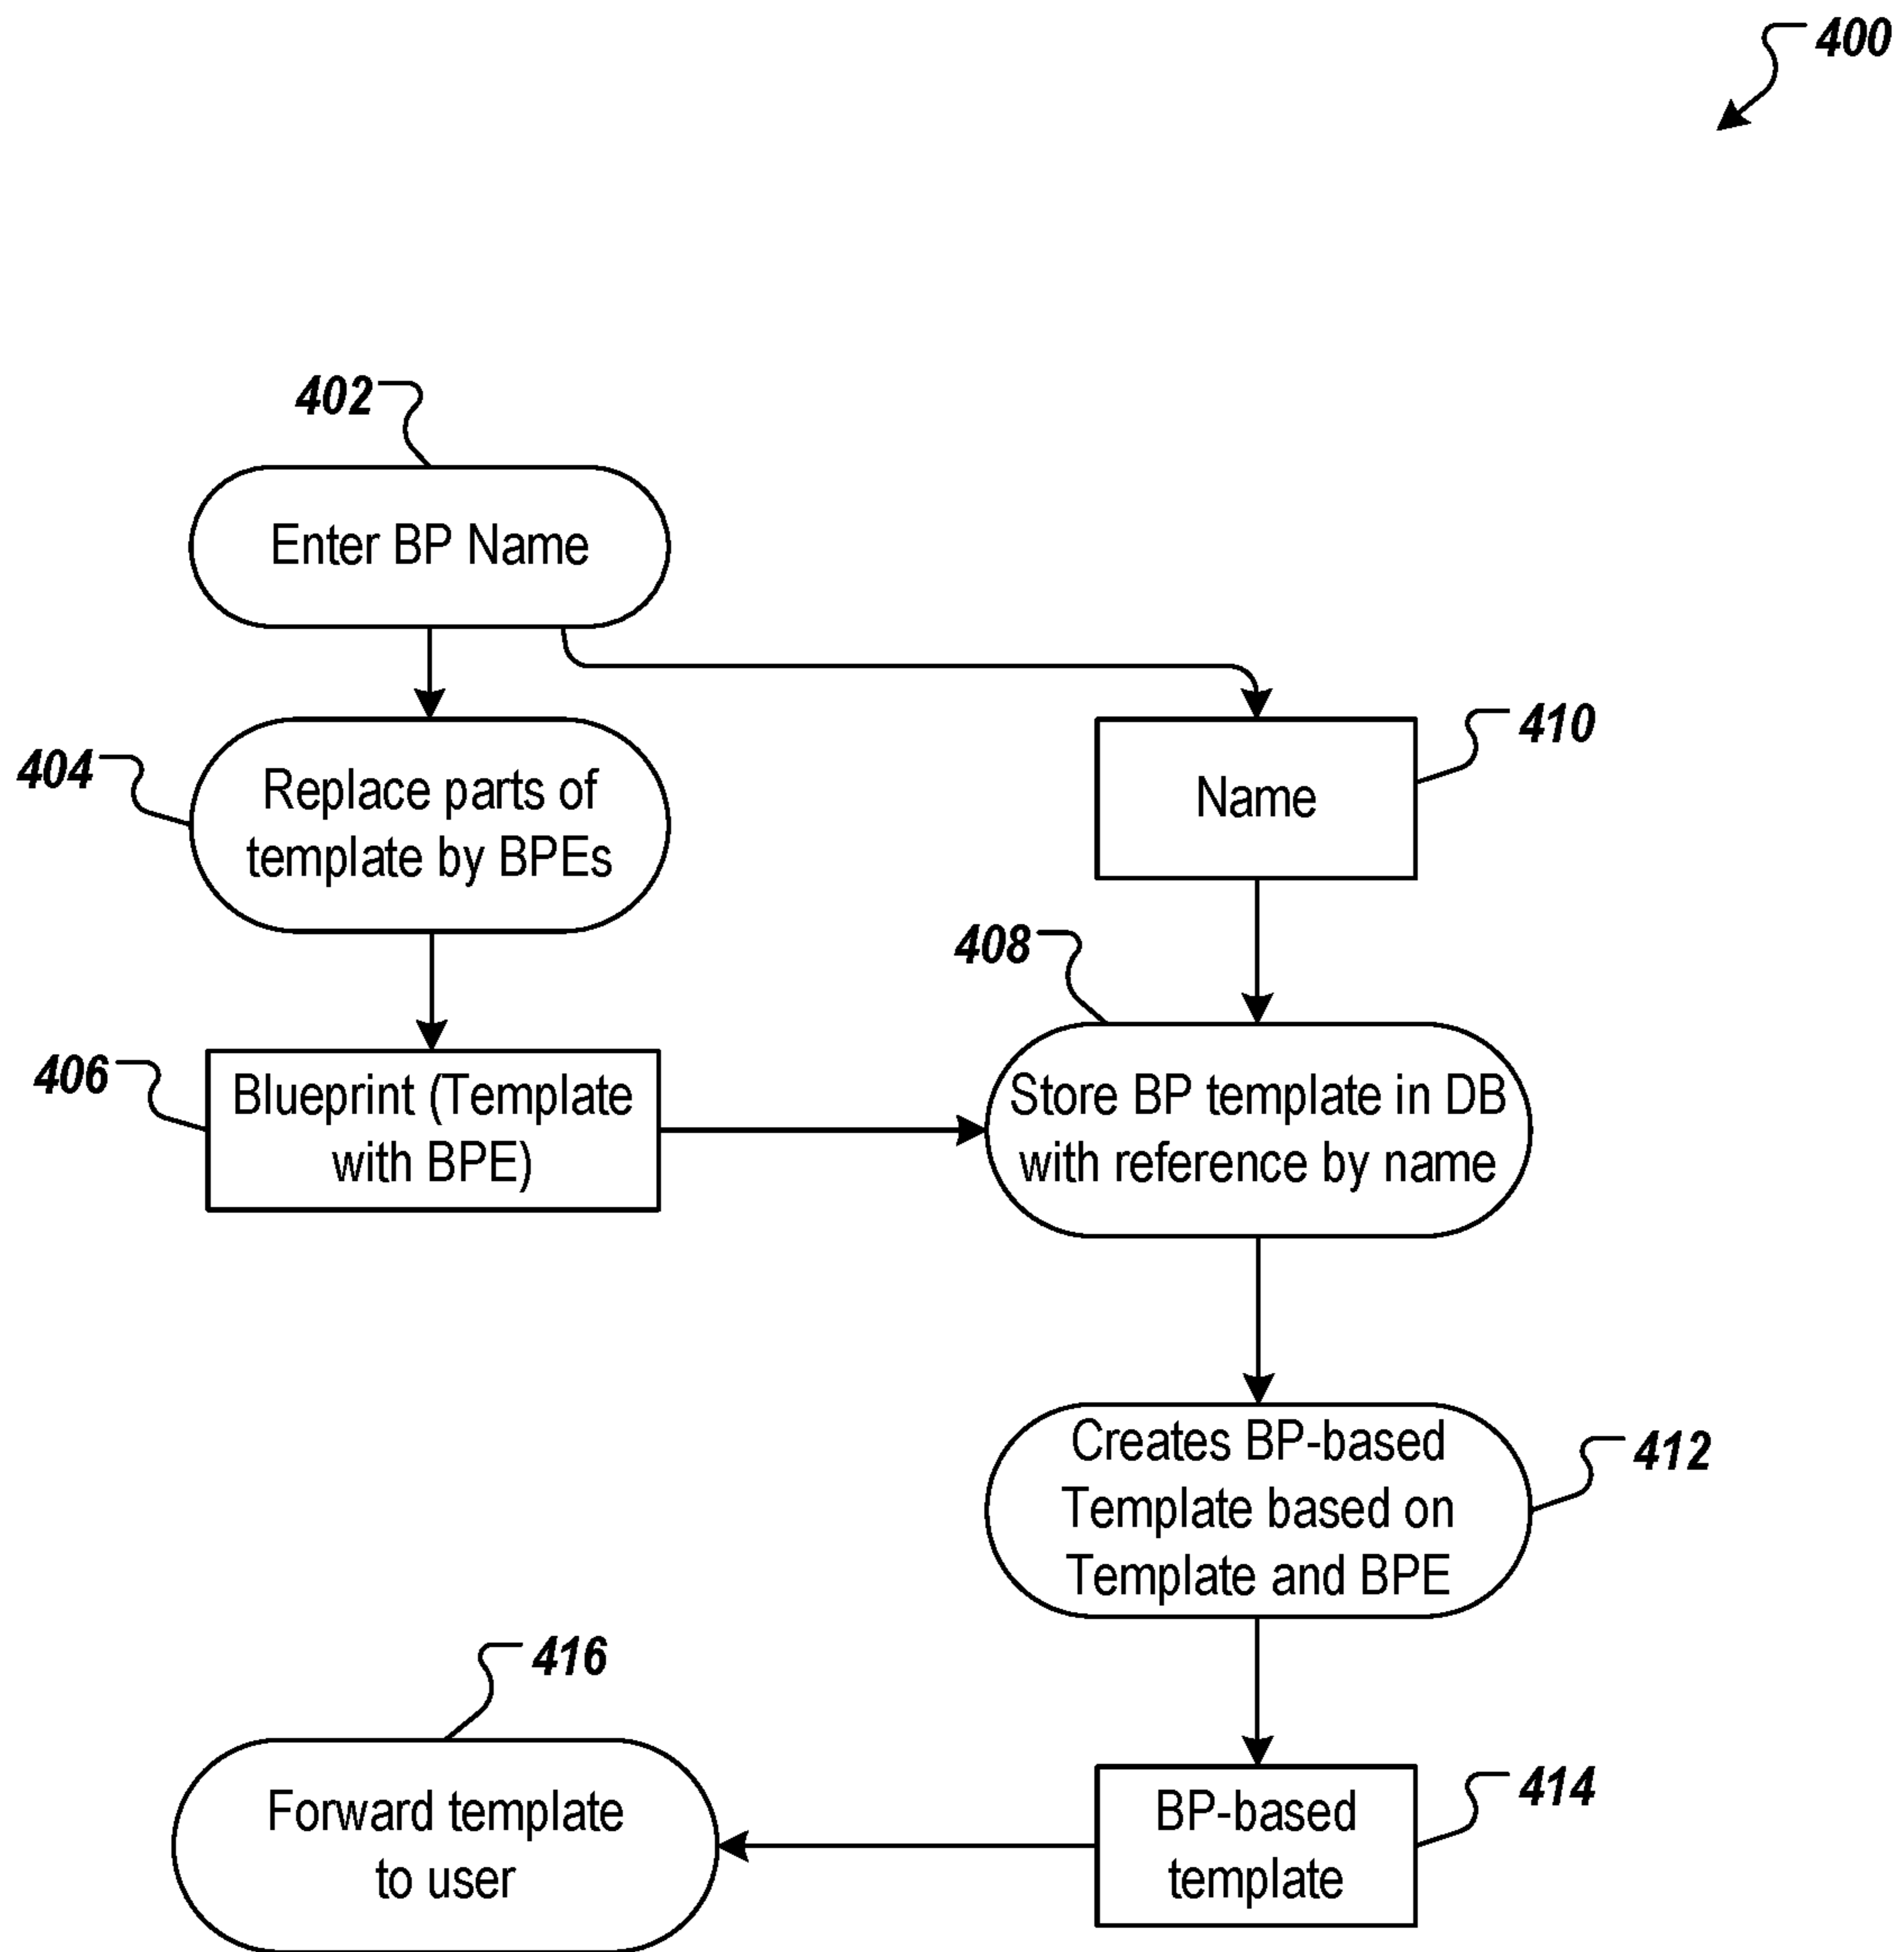 400
402
Enter BP Name
404
Replace parts of
template by BPEs
410
Name
408
406
Blueprint (Template
with BPE)
Store BP template in DB
with reference by name
412
Creates BP-based
Template based on
Template and BPE
416
Forward template
to user
414
BP-based
template